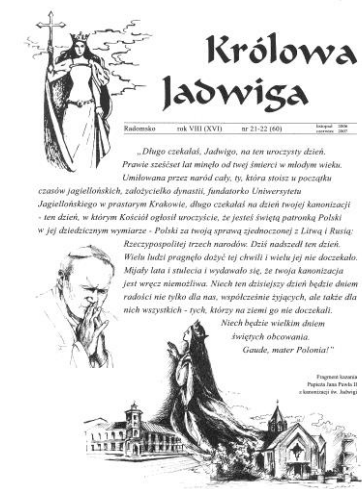 Królowa
Jadwiga
Radomsko rok VIII (XVI) nr 21-22 (60) listopad 2006
czerwiec 2007
„Długo czekałaś, Jadwigo, na ten uroczysty dzień.
Prawie sześćset lat minęło od twej śmierci w młodym wieku.
Umiłowana przez naród cały, ty, która stoisz u początku
czasów jagiellońskich, założycielko dynastii, fundatorko Uniwersytetu
Jagiellońskiego w prastarym Krakowie, długo czekałaś na dzień twojej kanonizacji
- ten dzień, w którym Kościół ogłosił uroczyście, że jesteś świętą patronką Polski
w jej dziedzicznym wymiarze - Polski za twoją sprawą zjednoczonej z Litwą i Rusią:
Rzeczypospolitej trzech narodów. Dziś nadszedł ten dzień.
Wielu ludzi pragnęło dożyć tej chwili i wielu jej nie doczekało.
Mijały lata i stulecia i wydawało się, że twoja kanonizacja
jest wręcz niemożliwa. Niech ten dzisiejszy dzień będzie dniem
radości nie tylko dla nas, współcześnie żyjących, ale także dla
nich wszystkich - tych, którzy na ziemi go nie doczekali.
Niech będzie wielkim dniem
świętych obcowania.
Gaude, mater Polonia!"
Fragment kazania
Papieża Jana Pawła II
z kanonizacji św. Jadwigi